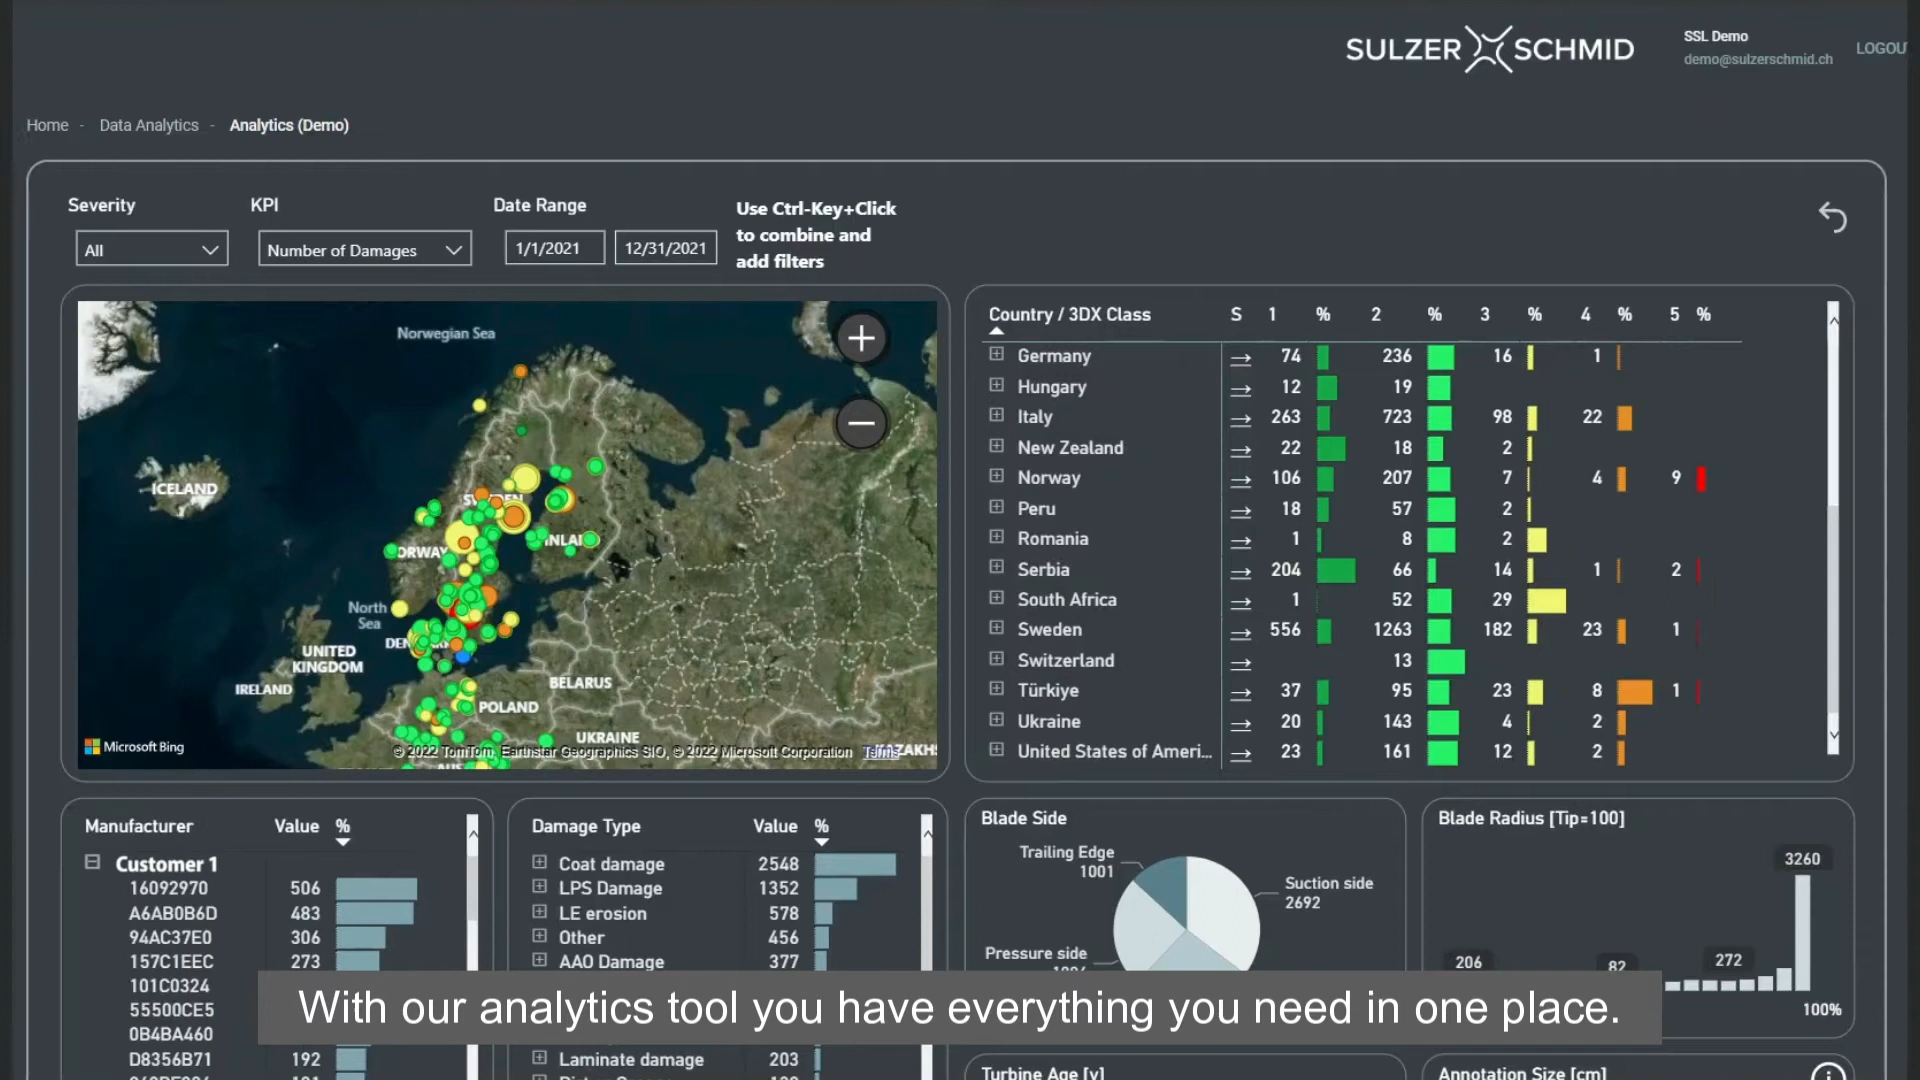 SULZER SCHMID
SSL Demo
demo@sulzerschmid.ch
LOGOU
Home - Data Analytics - Analytics (Demo)
Severity
KPI
Date Range
Use Ctrl-Key+Click
to combine and
add filters
All
Number of Damages
1/1/2021
12/31/2021
Norwegian Sea
ICELAND
North
Sea
UNITED
KINGDOM
IRELAND
BELARUS
POLAND
UKRAINE
Microsoft Bing
© 2022 TomTom, Earthstar Geographics SIO, © 2022 Microsoft Corporation Terms
Country / 3DX Class S 1 % 2 % 3 % 4 % 5 %
Germany 74 236 16 1
Hungary 12 19
Italy 263 723 98 22
New Zealand 22 18 2
Norway 106 207 7 4 9
Peru 18 57 2
Romania 1 8 2
Serbia 204 66 14 1 2
South Africa 1 52 29
Sweden 556 1263 182 23 1
Switzerland 13
Türkiye 37 95 23 8 1
Ukraine 20 143 4 2
United States of Ameri... 23 161 12 2
Manufacturer Value %
Customer 1
16092970 506
A6AB0B6D 483
94AC37E0 306
157C1EEC 273
101C0324
55500CE5
0B4BA460
D8356B71 192
Damage Type Value %
Coat damage 2548
LPS Damage 1352
LE erosion 578
Other 456
AAO Damage 377
Laminate damage 203
Blade Side
Trailing Edge
1001
Suction side
2692
Pressure side
Blade Radius [Tip=100]
3260
206
82
272
100%
With our analytics tool you have everything you need in one place.
Turbine Age [y]
Annotation Size [cm]